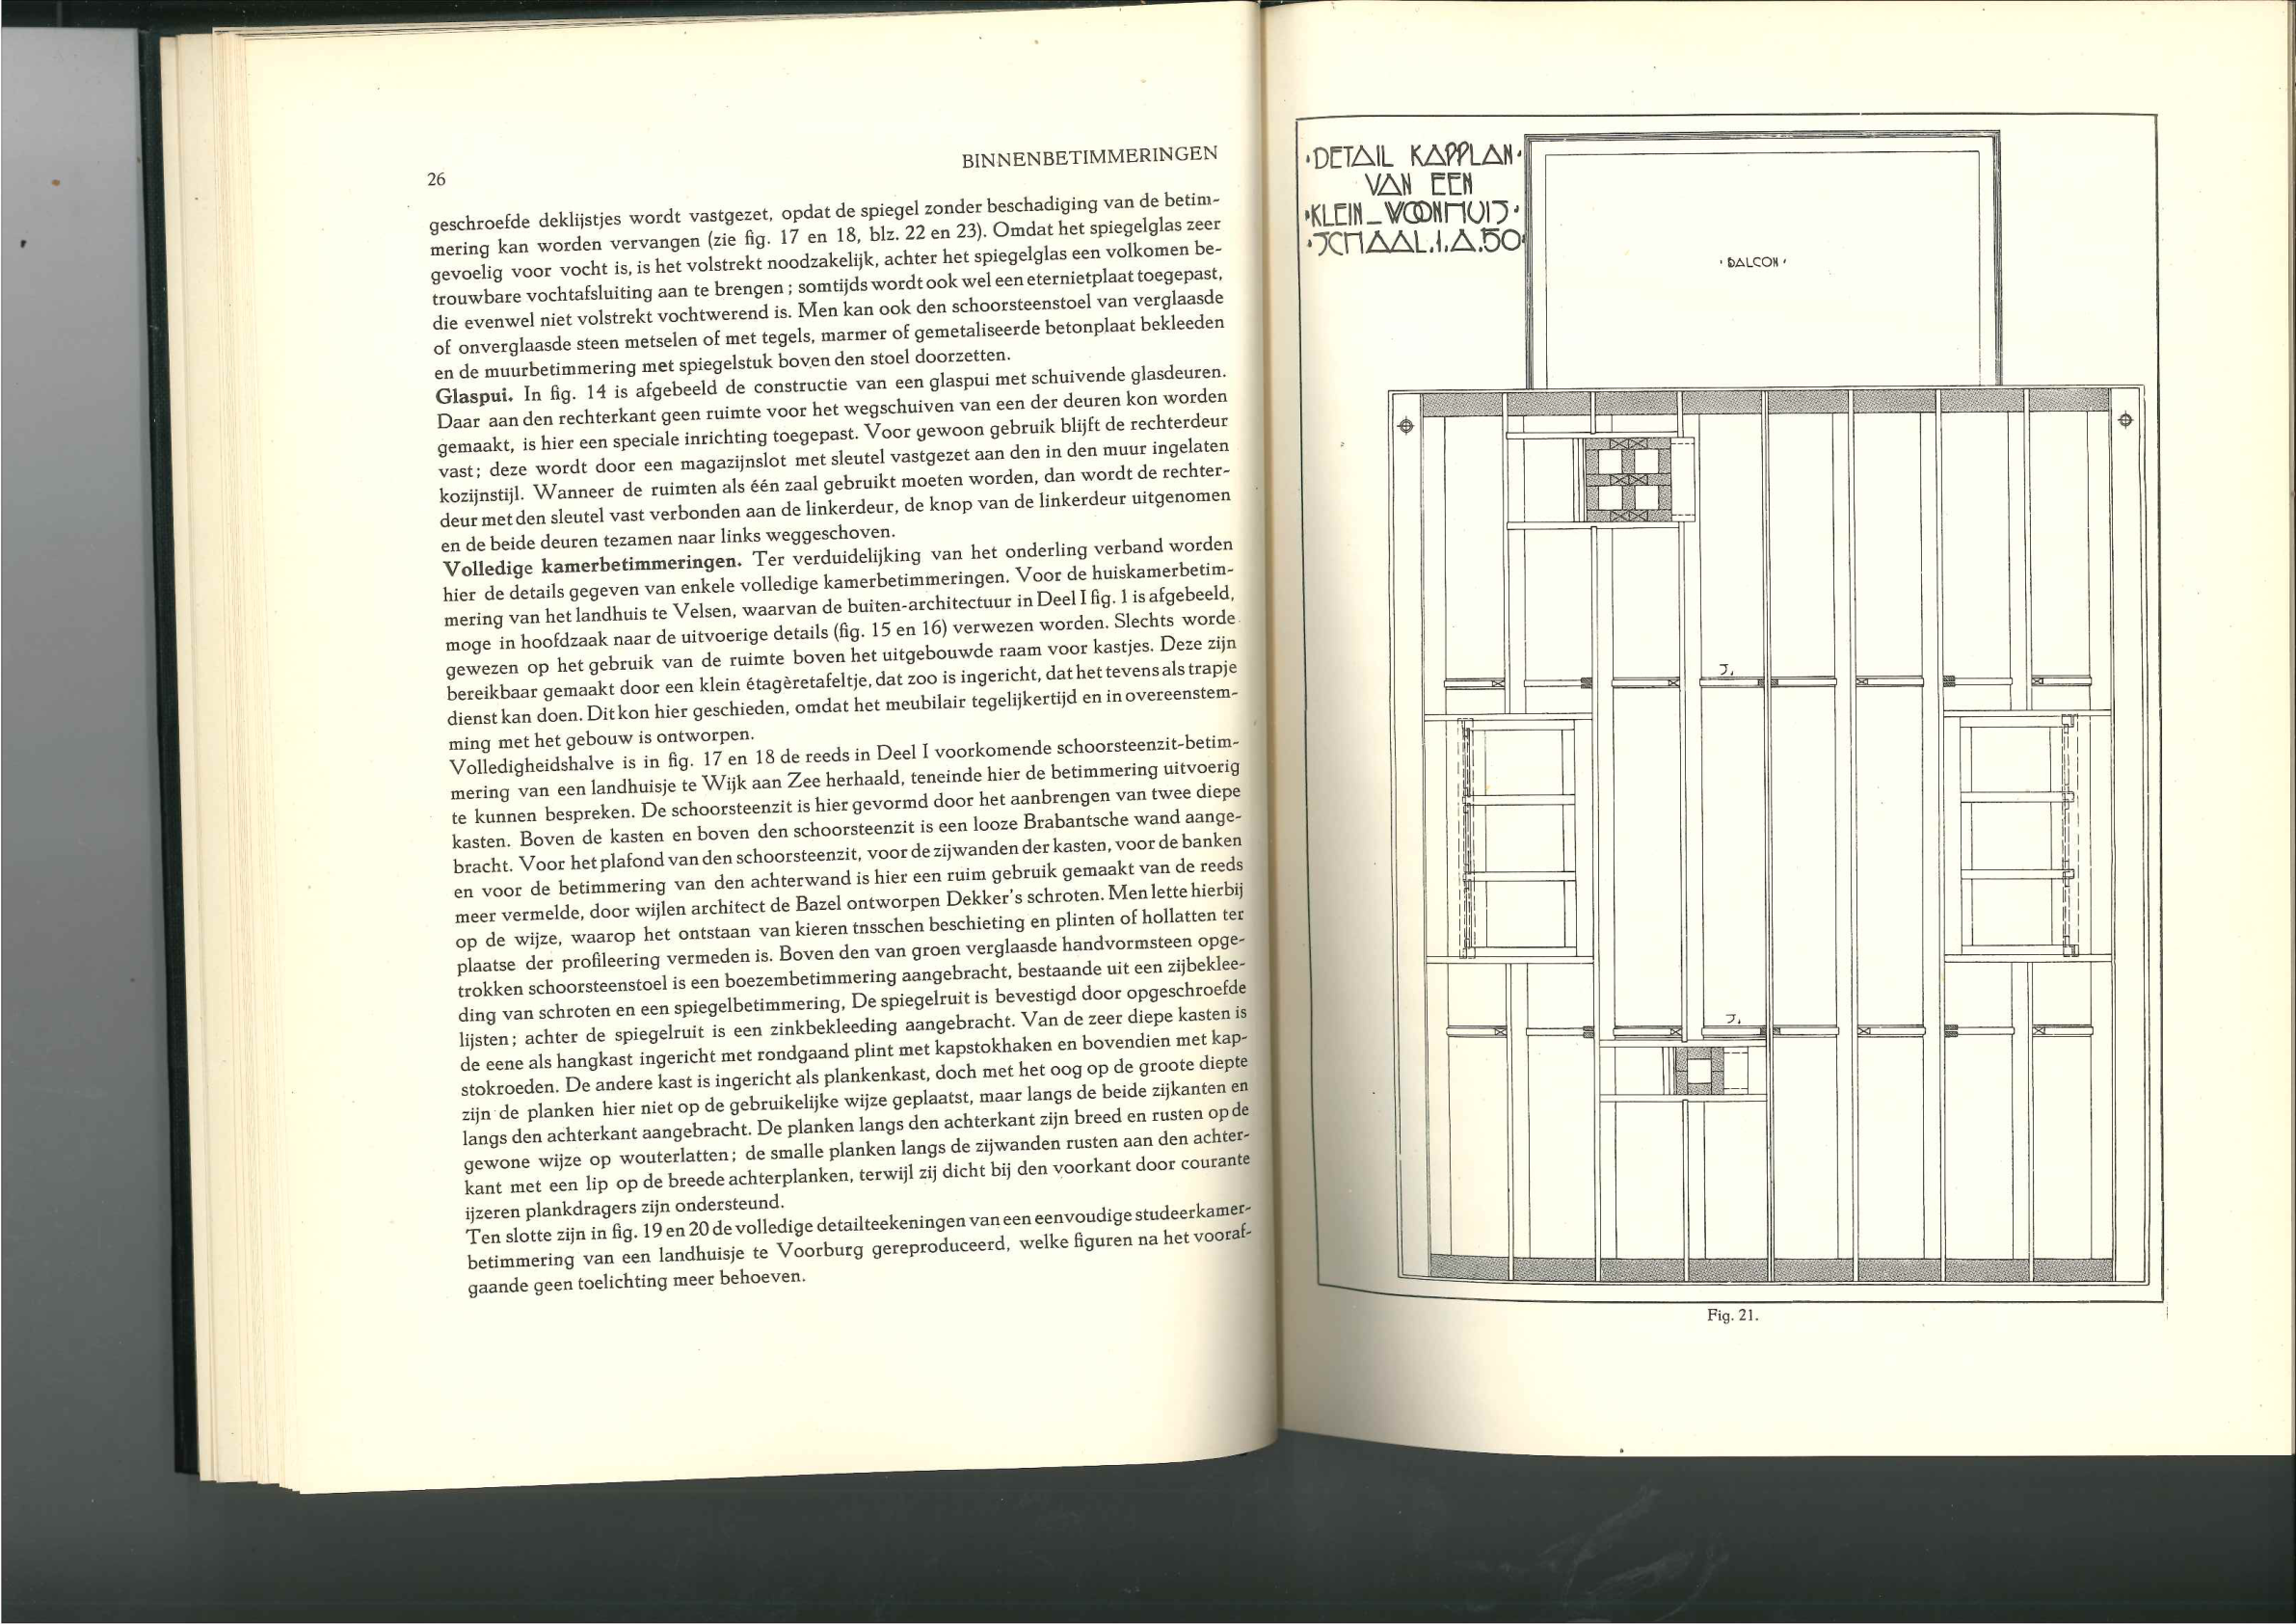 26
BINNENBETIMMERINGEN
geschroefde deklijstjes wordt vastgezet, opdat de spiegel zonder beschadiging van de betim-
mering kan worden vervangen (zie fig. 17 en 18, blz. 22 en 23). Omdat het spiegelglas zeer
gevoelig voor vocht is, is het volstrekt noodzakelijk, achter het spiegelglas een volkomen be-
trouwbare vochtafsluiting aan te brengen; somtijds wordt ook wel een eternietplaat toegepast,
die evenwel niet volstrekt vochtwerend is. Men kan ook den schoorsteenstoel van verglaasde
of onverglaasde steen metselen of met tegels, marmer of gemetaliseerde betonplaat bekleeden
en de muurbetimmering met spiegelstuk boven den stoel doorzetten.
Glaspui. In fig. 14 is afgebeeld de constructie van een glaspui met schuivende glasdeuren.
Daar aan den rechterkant geen ruimte voor het wegschuiven van een der deuren kon worden
gemaakt, is hier een speciale inrichting toegepast. Voor gewoon gebruik blijft de rechterdeur
vast; deze wordt door een magazijnslot met sleutel vastgezet aan den in den muur ingelaten
kozijnstijl. Wanneer de ruimten als één zaal gebruikt moeten worden, dan wordt de rechter-
deur met den sleutel vast verbonden aan de linkerdeur, de knop van de linkerdeur uitgenomen
en de beide deuren tezamen naar links weggeschoven.
Volledige kamerbetimmeringen. Ter verduidelijking van het onderling verband worden
hier de details gegeven van enkele volledige kamerbetimmeringen. Voor de huiskamerbetim-
mering van het landhuis te Velsen, waarvan de buiten-architectuur in Deel I fig. 1 is afgebeeld,
moge in hoofdzaak naar de uitvoerige details (fig. 15 en 16) verwezen worden. Slechts worde
gewezen op het gebruik van de ruimte boven het uitgebouwde raam voor kastjes. Deze zijn
bereikbaar gemaakt door een klein étagèretafeltje, dat zoo is ingericht, dat het tevens als trapje
dienst kan doen. Dit kon hier geschieden, omdat het meubilair tegelijkertijd en in overeenstem-
ming met het gebouw is ontworpen.
Volledigheidshalve is in fig. 17 en 18 de reeds in Deel I voorkomende schoorsteenzit-betim-
mering van een landhuisje te Wijk aan Zee herhaald, teneinde hier de betimmering uitvoerig
te kunnen bespreken. De schoorsteenzit is hier gevormd door het aanbrengen van twee diepe
kasten. Boven de kasten en boven den schoorsteenzit is een looze Brabantsche wand aange-
bracht. Voor het plafond van den schoorsteenzit, voor de zijwanden der kasten, voor de banken
en voor de betimmering van den achterwand is hier een ruim gebruik gemaakt van de reeds
meer vermelde, door wijlen architect de Bazel ontworpen Dekker's schroten. Men lette hierbij
op de wijze, waarop het ontstaan van kieren tnsschen beschieting en plinten of hollatten ter
plaatse der profileering vermeden is. Boven den van groen verglaasde handvormsteen opge-
trokken schoorsteenstoel is een boezembetimmering aangebracht, bestaande uit een zijbeklee-
ding van schroten en een spiegelbetimmering, De spiegelruit is bevestigd door opgeschroefde
lijsten; achter de spiegelruit is een zinkbekleeding aangebracht. Van de zeer diepe kasten is
de eene als hangkast ingericht met rondgaand plint met kapstokhaken en bovendien met kap-
stokroeden. De andere kast is ingericht als plankenkast, doch met het oog op de groote diepte
zijn de planken hier niet op de gebruikelijke wijze geplaatst, maar langs de beide zijkanten en
langs den achterkant aangebracht. De planken langs den achterkant zijn breed en rusten op de
gewone wijze op wouterlatten; de smalle planken langs de zijwanden rusten aan den achter-
kant met een lip op de breede achterplanken, terwijl zij dicht bij den voorkant door courante
ijzeren plankdragers zijn ondersteund.
Ten slotte zijn in fig. 19 en 20 de volledige detailteekeningen van een eenvoudige studeerkamer-
betimmering van een landhuisje te Voorburg gereproduceerd, welke figuren na het vooraf-
gaande geen toelichting meer behoeven.
·DETAIL KAPPLAN·
VAN EEN
·KLEIN_WOONHUIS·
·SCHAAL.1.A.50·
·BALCON·
J.
J.
Fig. 21.